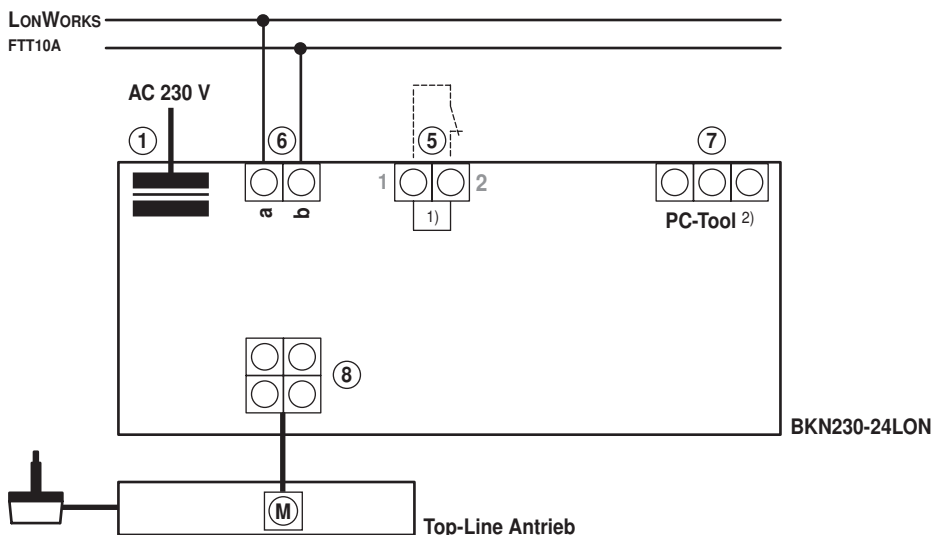 LONWORKS
FTT10A
AC 230 V
1 6 5 7
1 2
a b
1)
PC-Tool 2)
8
BKN230-24LON
M
Top-Line Antrieb